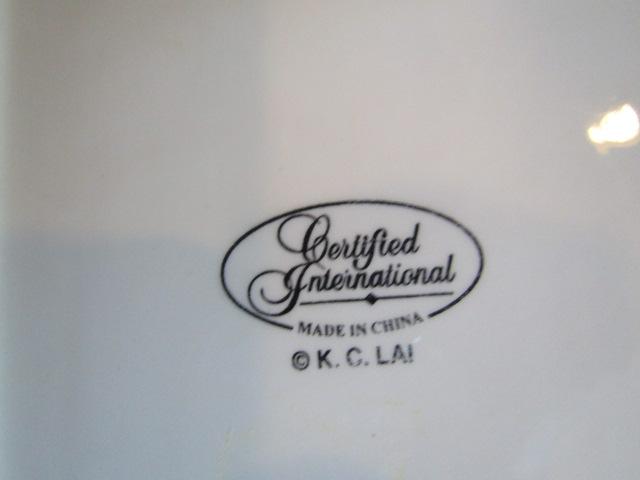 Certified
International
MADE IN CHINA
© K. C. LAI